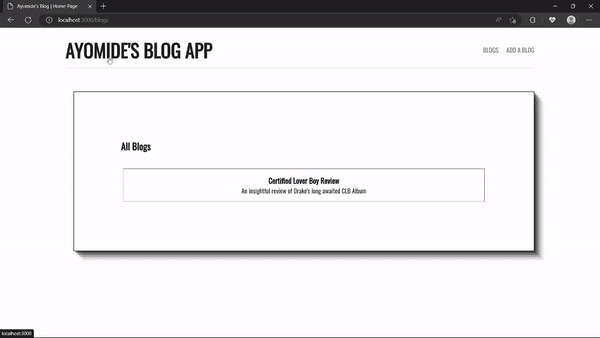 Ayomide's Blog | Home-Page
localhost:3000/blogs
AYOMIDE'S BLOG APP
BLOGS
ADD A BLOG
All Blogs
Certified Lover Boy Review
An insightful review of Drake's long awaited CLB Album
localhost:3000